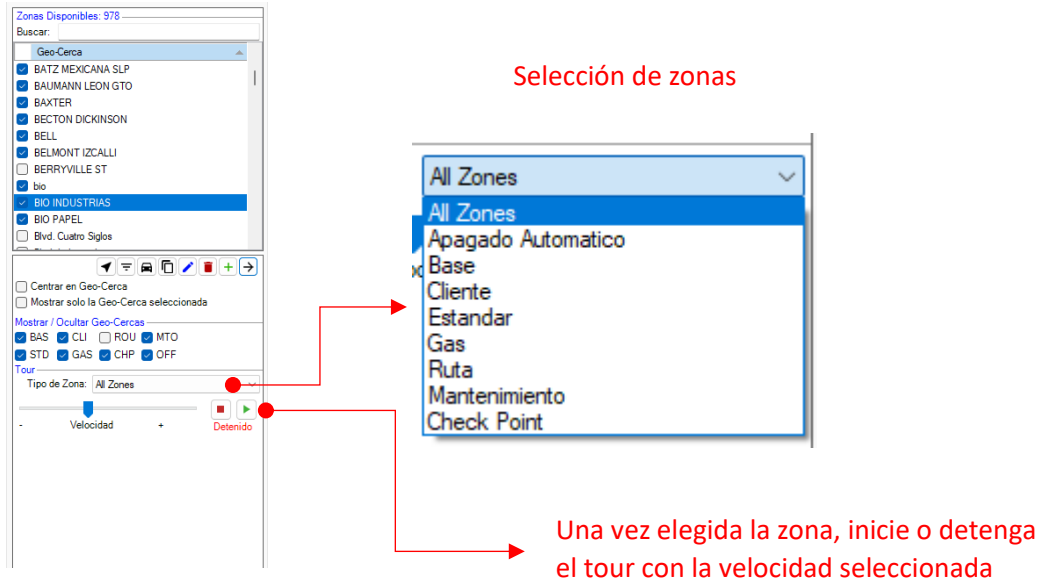 Zonas Disponibles: 978
Buscar:
Geo-Cerca
BATZ MEXICANA SLP
BAUMANN LEON GTO
BAXTER
BECTON DICKINSON
BELL
BELMONT IZCALLI
BERRYVILLE ST
bio
BIO INDUSTRIAS
BIO PAPEL
Blvd. Cuatro Siglos
Centrar en Geo-Cerca
Mostrar solo la Geo-Cerca seleccionada
Mostrar / Ocultar Geo-Cercas
BAS CLI ROU MTO
STD GAS CHP OFF
Tour
Tipo de Zona: All Zones
- Velocidad + Detenido
Selección de zonas
All Zones
All Zones
Apagado Automatico
Base
Cliente
Estandar
Gas
Ruta
Mantenimiento
Check Point
Una vez elegida la zona, inicie o detenga
el tour con la velocidad seleccionada